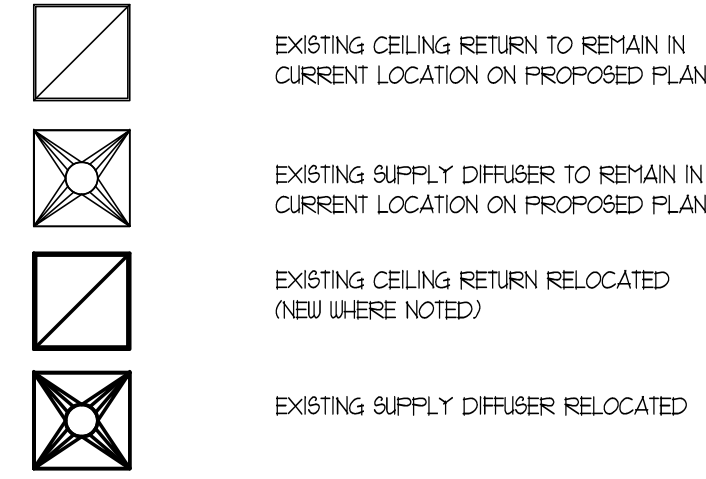 EXISTING CEILING RETURN TO REMAIN IN
CURRENT LOCATION ON PROPOSED PLAN
EXISTING SUPPLY DIFFUSER TO REMAIN IN
CURRENT LOCATION ON PROPOSED PLAN
EXISTING CEILING RETURN RELOCATED
(NEW WHERE NOTED)
EXISTING SUPPLY DIFFUSER RELOCATED